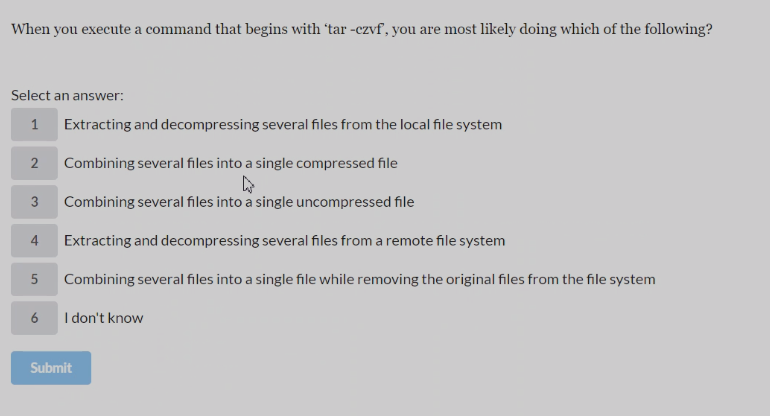 When you execute a command that begins with ‘tar -czvf’, you are most likely doing which of the following?
Select an answer:
1 Extracting and decompressing several files from the local file system
2 Combining several files into a single compressed file
3 Combining several files into a single uncompressed file
4 Extracting and decompressing several files from a remote file system
5 Combining several files into a single file while removing the original files from the file system
6 I don't know
Submit